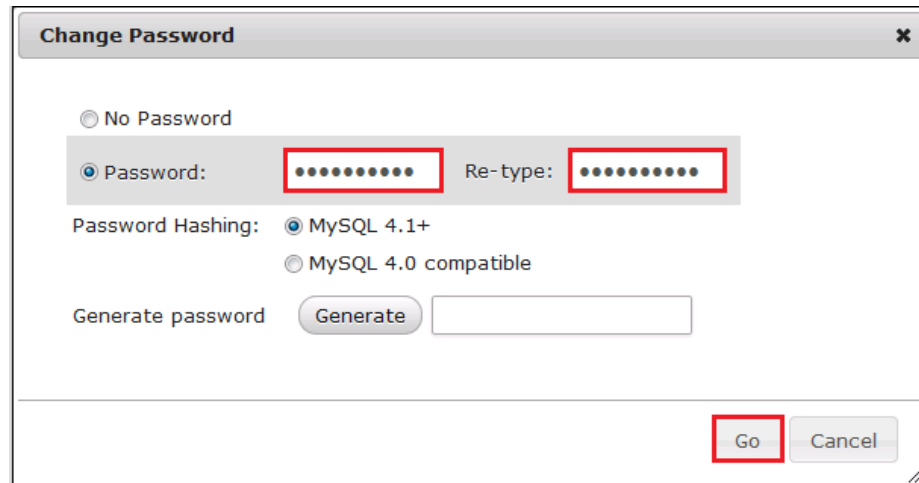 Change Password
No Password
Password: •••••••••• Re-type: ••••••••••
Password Hashing: MySQL 4.1+
MySQL 4.0 compatible
Generate password Generate
Go Cancel